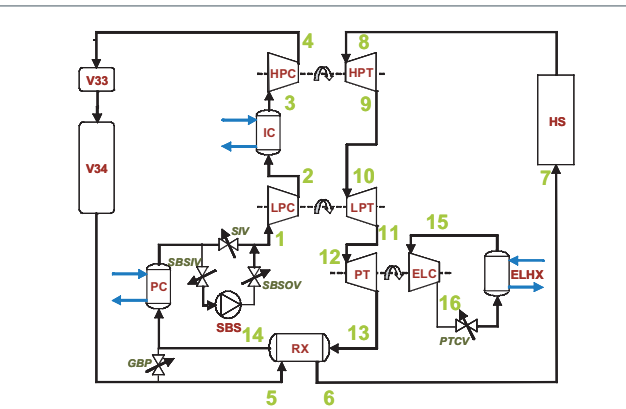 4
8
V33
HPC
HPT
3
9
IC
HS
V34
2
10
7
LPC
LPT
SIV
1
11
15
SBSIV
12
PC
SBSOV
PT
ELC
ELHX
SBS
16
14
13
PTCV
GBP
RX
5
6